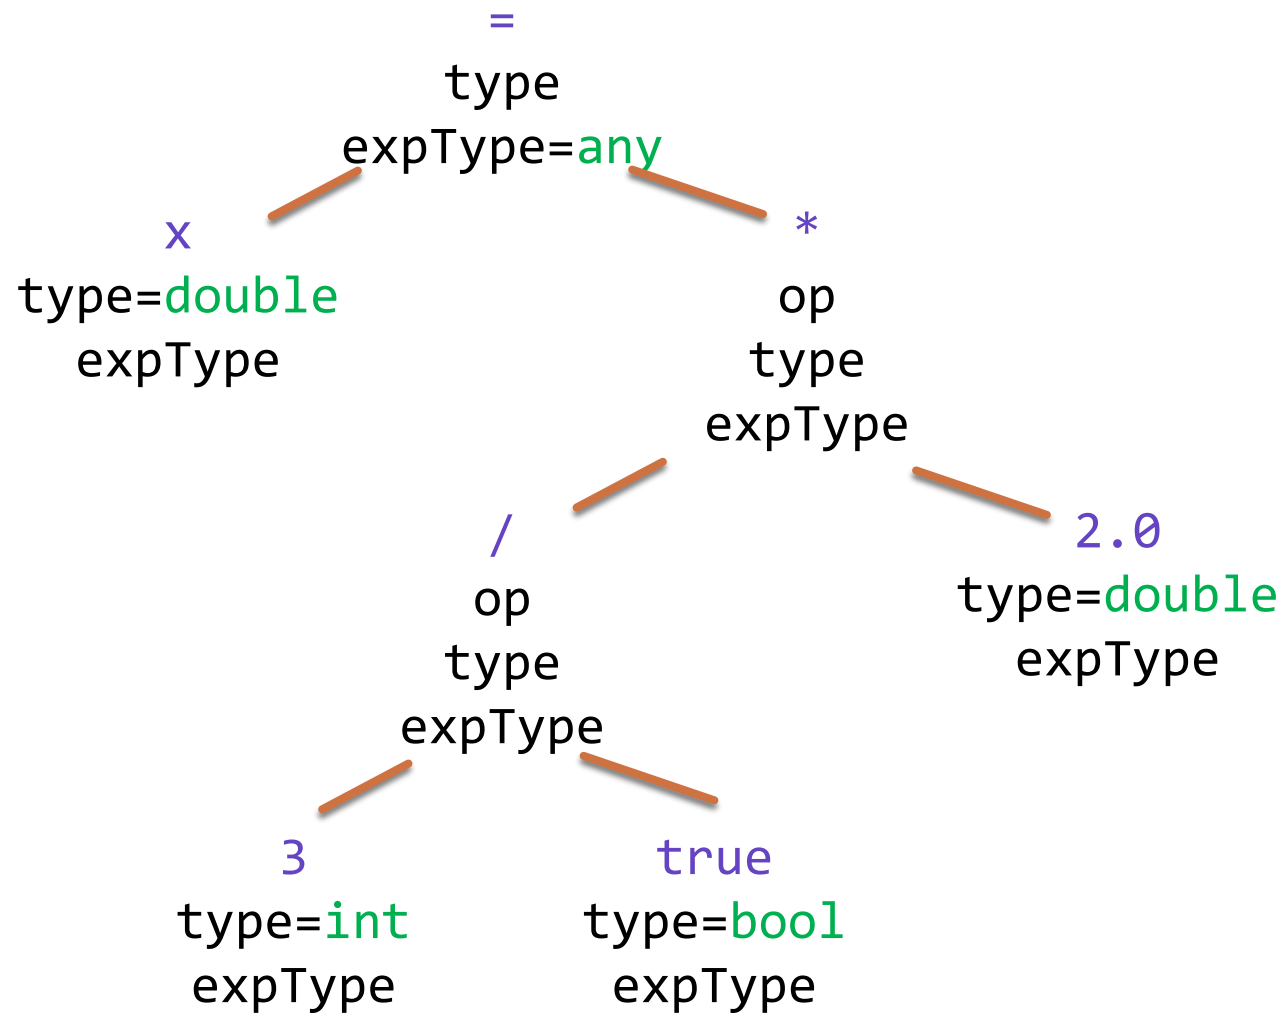 =
type
expType=any
x
type=double
expType
*
op
type
expType
/
op
type
expType
2.0
type=double
expType
3
type=int
expType
true
type=bool
expType